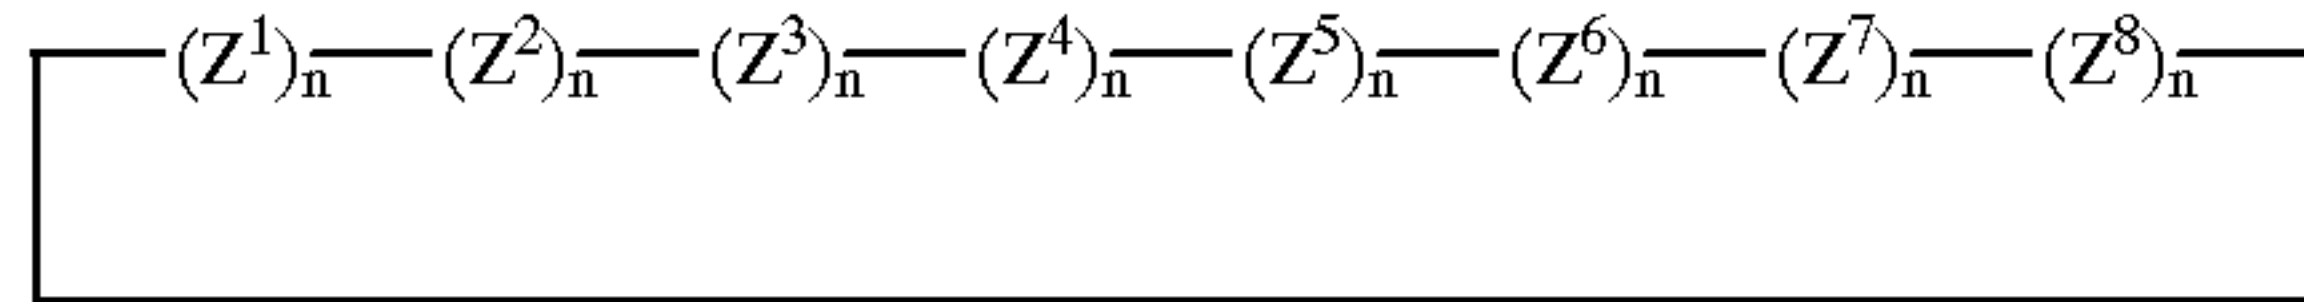 (Z¹)ₙ—(Z²)ₙ—(Z³)ₙ—(Z⁴)ₙ—(Z⁵)ₙ—(Z⁶)ₙ—(Z⁷)ₙ—(Z⁸)ₙ